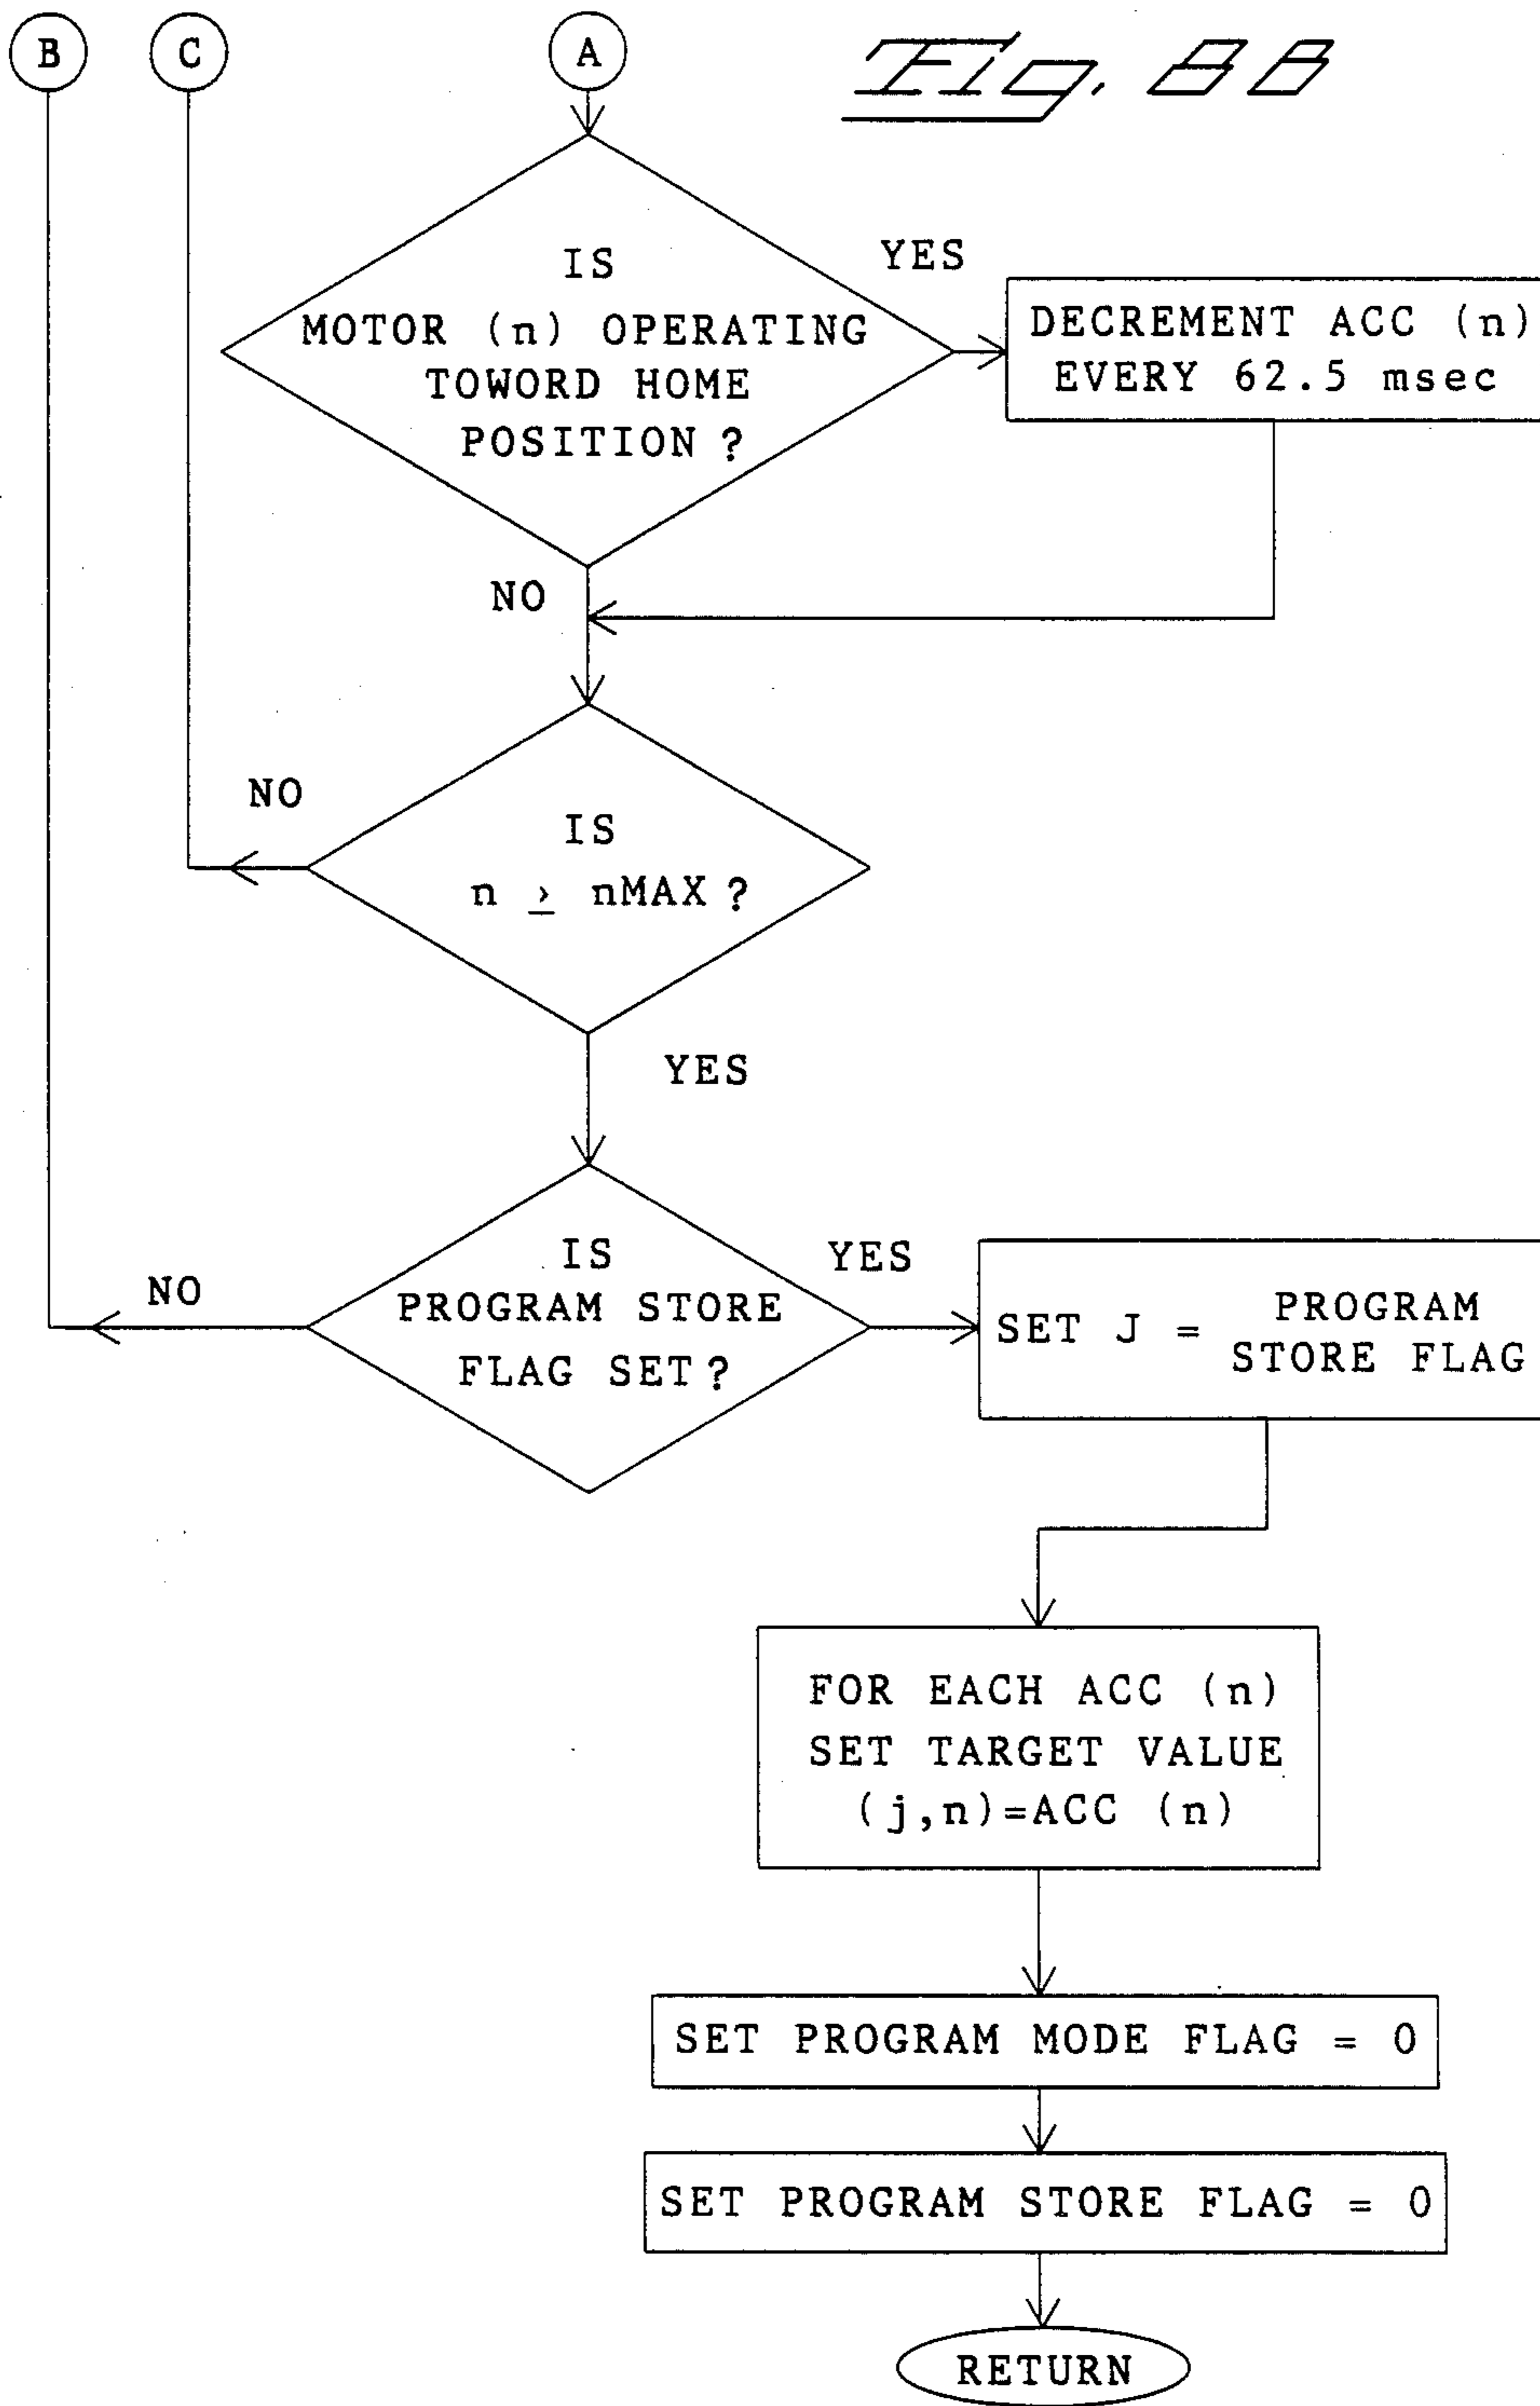 B
C
A
Fig. 8B
IS
MOTOR (n) OPERATING
TOWORD HOME
POSITION ?
YES
DECREMENT ACC (n)
EVERY 62.5 msec
NO
NO
IS
n ≥ nMAX ?
YES
IS
PROGRAM STORE
FLAG SET ?
NO
YES
SET J = PROGRAM
STORE FLAG
FOR EACH ACC (n)
SET TARGET VALUE
(j,n)=ACC (n)
SET PROGRAM MODE FLAG = 0
SET PROGRAM STORE FLAG = 0
RETURN